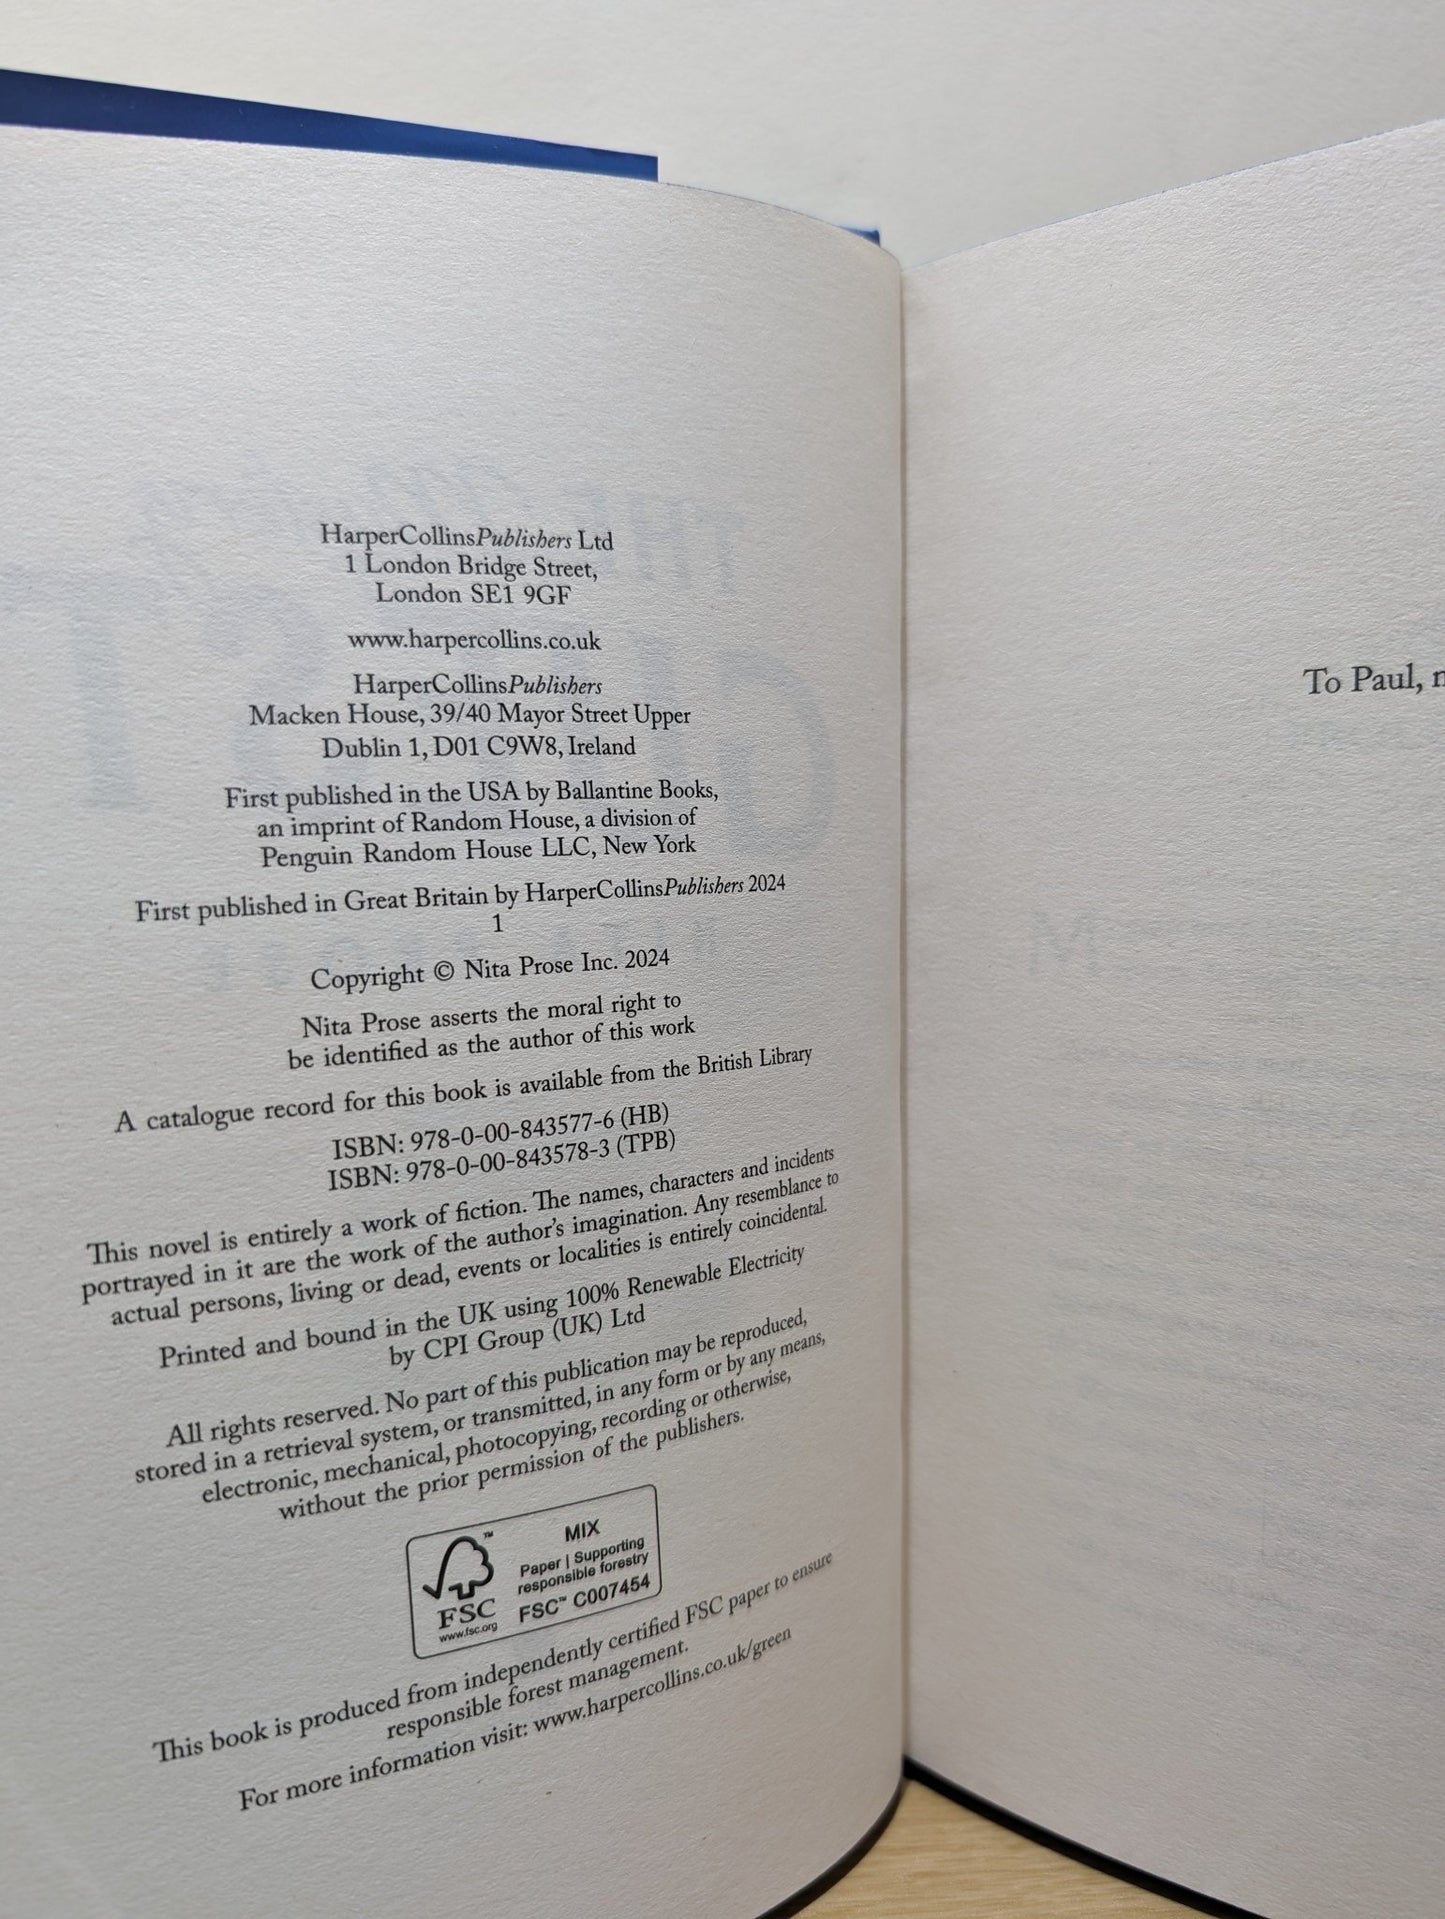 HarperCollinsPublishers Ltd
1 London Bridge Street,
London SE1 9GF
www.harpercollins.co.uk
HarperCollinsPublishers
Macken House, 39/40 Mayor Street Upper
Dublin 1, D01 C9W8, Ireland
First published in the USA by Ballantine Books,
an imprint of Random House, a division of
Penguin Random House LLC, New York
First published in Great Britain by HarperCollinsPublishers 2024
1
Copyright © Nita Prose Inc. 2024
Nita Prose asserts the moral right to
be identified as the author of this work
A catalogue record for this book is available from the British Library
ISBN: 978-0-00-843577-6 (HB)
ISBN: 978-0-00-843578-3 (TPB)
This novel is entirely a work of fiction. The names, characters and incidents
portrayed in it are the work of the author's imagination. Any resemblance to
actual persons, living or dead, events or localities is entirely coincidental.
Printed and bound in the UK using 100% Renewable Electricity
by CPI Group (UK) Ltd
All rights reserved. No part of this publication may be reproduced,
stored in a retrieval system, or transmitted, in any form or by any means,
electronic, mechanical, photocopying, recording or otherwise,
without the prior permission of the publishers.
FSC™
www.fsc.org
MIX
Paper | Supporting
responsible forestry
FSC™ C007454
This book is produced from independently certified FSC paper to ensure
responsible forest management.
For more information visit: www.harpercollins.co.uk/green
To Paul,